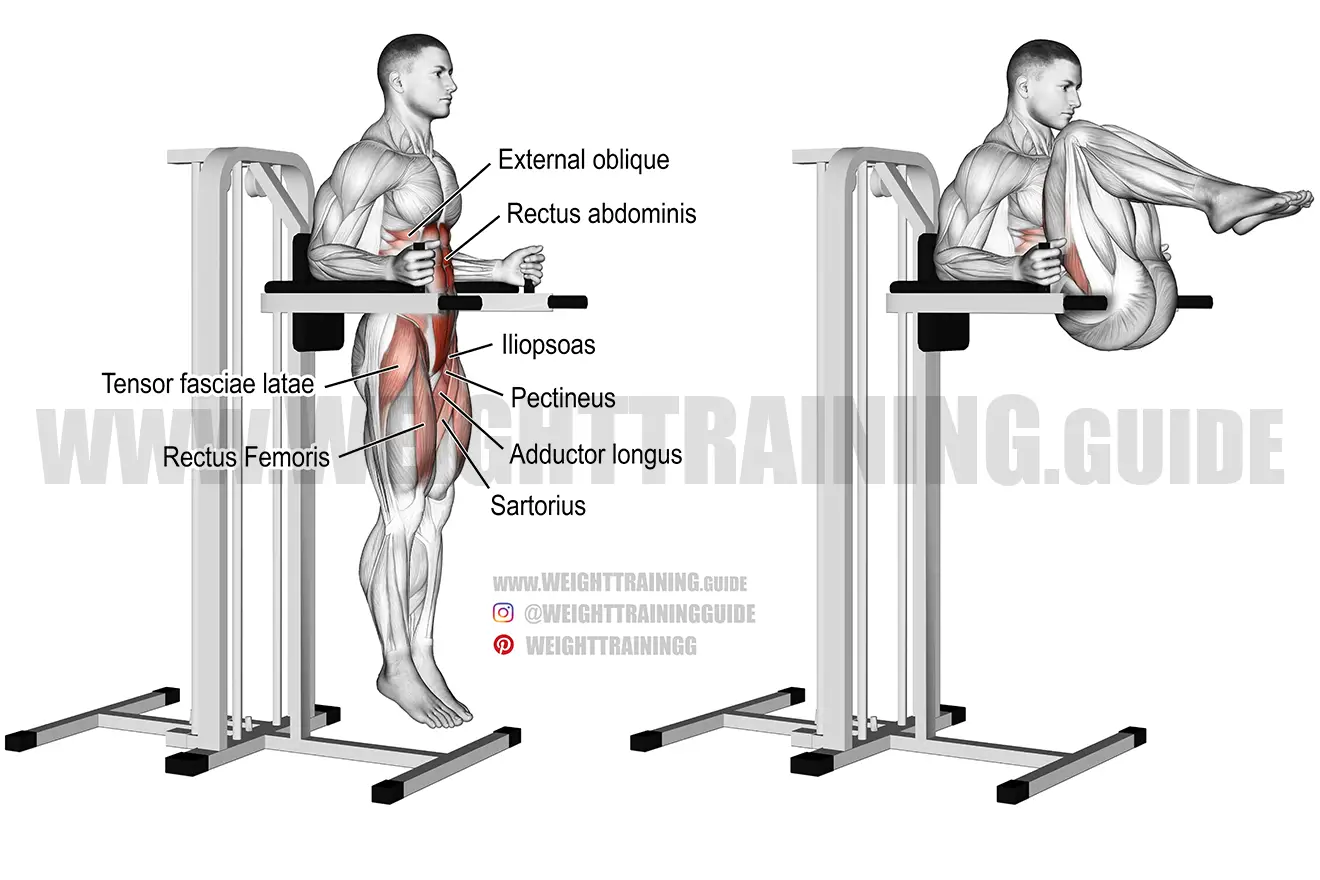 External oblique
Rectus abdominis
Iliopsoas
Tensor fasciae latae
Pectineus
WWW.WEIGHTTRAINING.GUIDE
Rectus Femoris
Adductor longus
Sartorius
WWW.WEIGHTTRAINING.GUIDE
@WEIGHTTRAININGGUIDE
WEIGHTTRAININGG